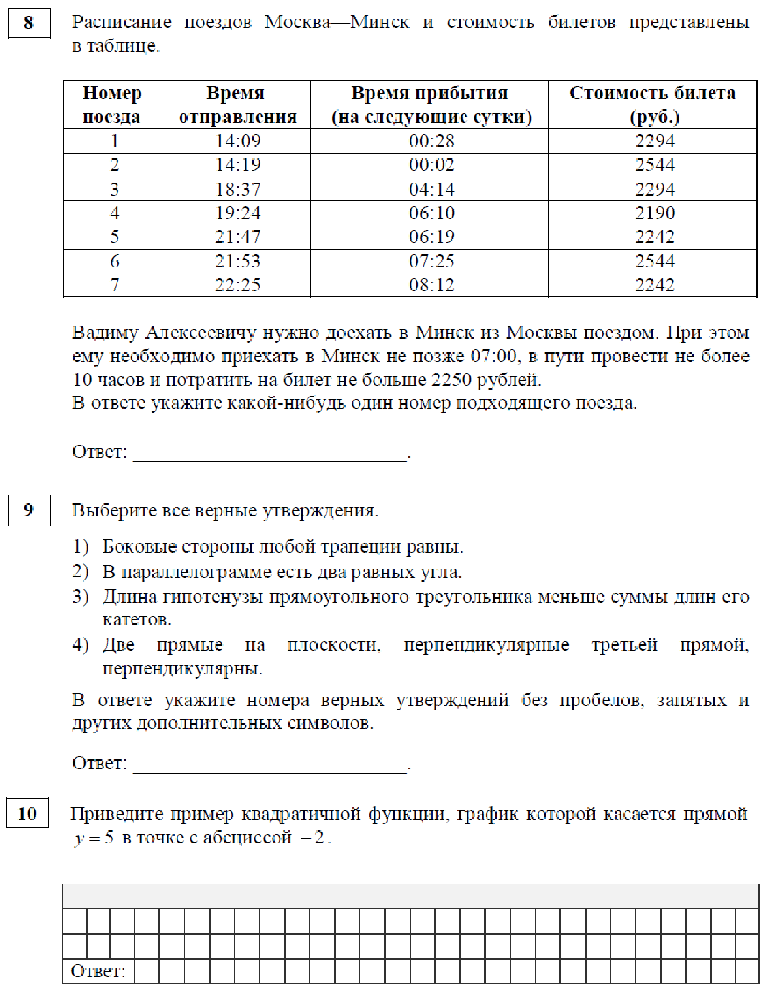 8
Расписание поездов Москва—Минск и стоимость билетов представлены
в таблице.
Номер поезда Время отправления Время прибытия (на следующие сутки) Стоимость билета (руб.)
1 14:09 00:28 2294
2 14:19 00:02 2544
3 18:37 04:14 2294
4 19:24 06:10 2190
5 21:47 06:19 2242
6 21:53 07:25 2544
7 22:25 08:12 2242
Вадиму Алексеевичу нужно доехать в Минск из Москвы поездом. При этом
ему необходимо приехать в Минск не позже 07:00, в пути провести не более
10 часов и потратить на билет не больше 2250 рублей.
В ответе укажите какой-нибудь один номер подходящего поезда.
Ответ: ___________________________.
9
Выберите все верные утверждения.
1) Боковые стороны любой трапеции равны.
2) В параллелограмме есть два равных угла.
3) Длина гипотенузы прямоугольного треугольника меньше суммы длин его
катетов.
4) Две прямые на плоскости, перпендикулярные третьей прямой,
перпендикулярны.
В ответе укажите номера верных утверждений без пробелов, запятых и
других дополнительных символов.
Ответ: ___________________________.
10
Приведите пример квадратичной функции, график которой касается прямой
y = 5 в точке с абсциссой −2.
Ответ: